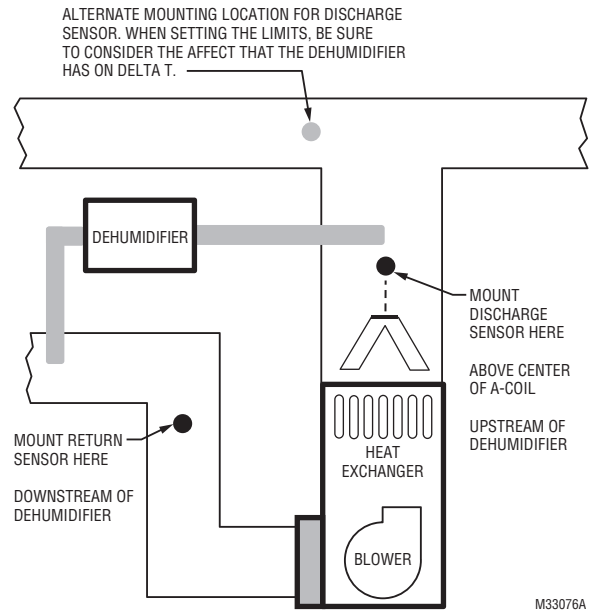 ALTERNATE MOUNTING LOCATION FOR DISCHARGE
SENSOR. WHEN SETTING THE LIMITS, BE SURE
TO CONSIDER THE AFFECT THAT THE DEHUMIDIFIER
HAS ON DELTA T.
DEHUMIDIFIER
MOUNT
DISCHARGE
SENSOR HERE
ABOVE CENTER
OF A-COIL
UPSTREAM OF
DEHUMIDIFIER
MOUNT RETURN
SENSOR HERE
DOWNSTREAM OF
DEHUMIDIFIER
HEAT
EXCHANGER
BLOWER
M33076A